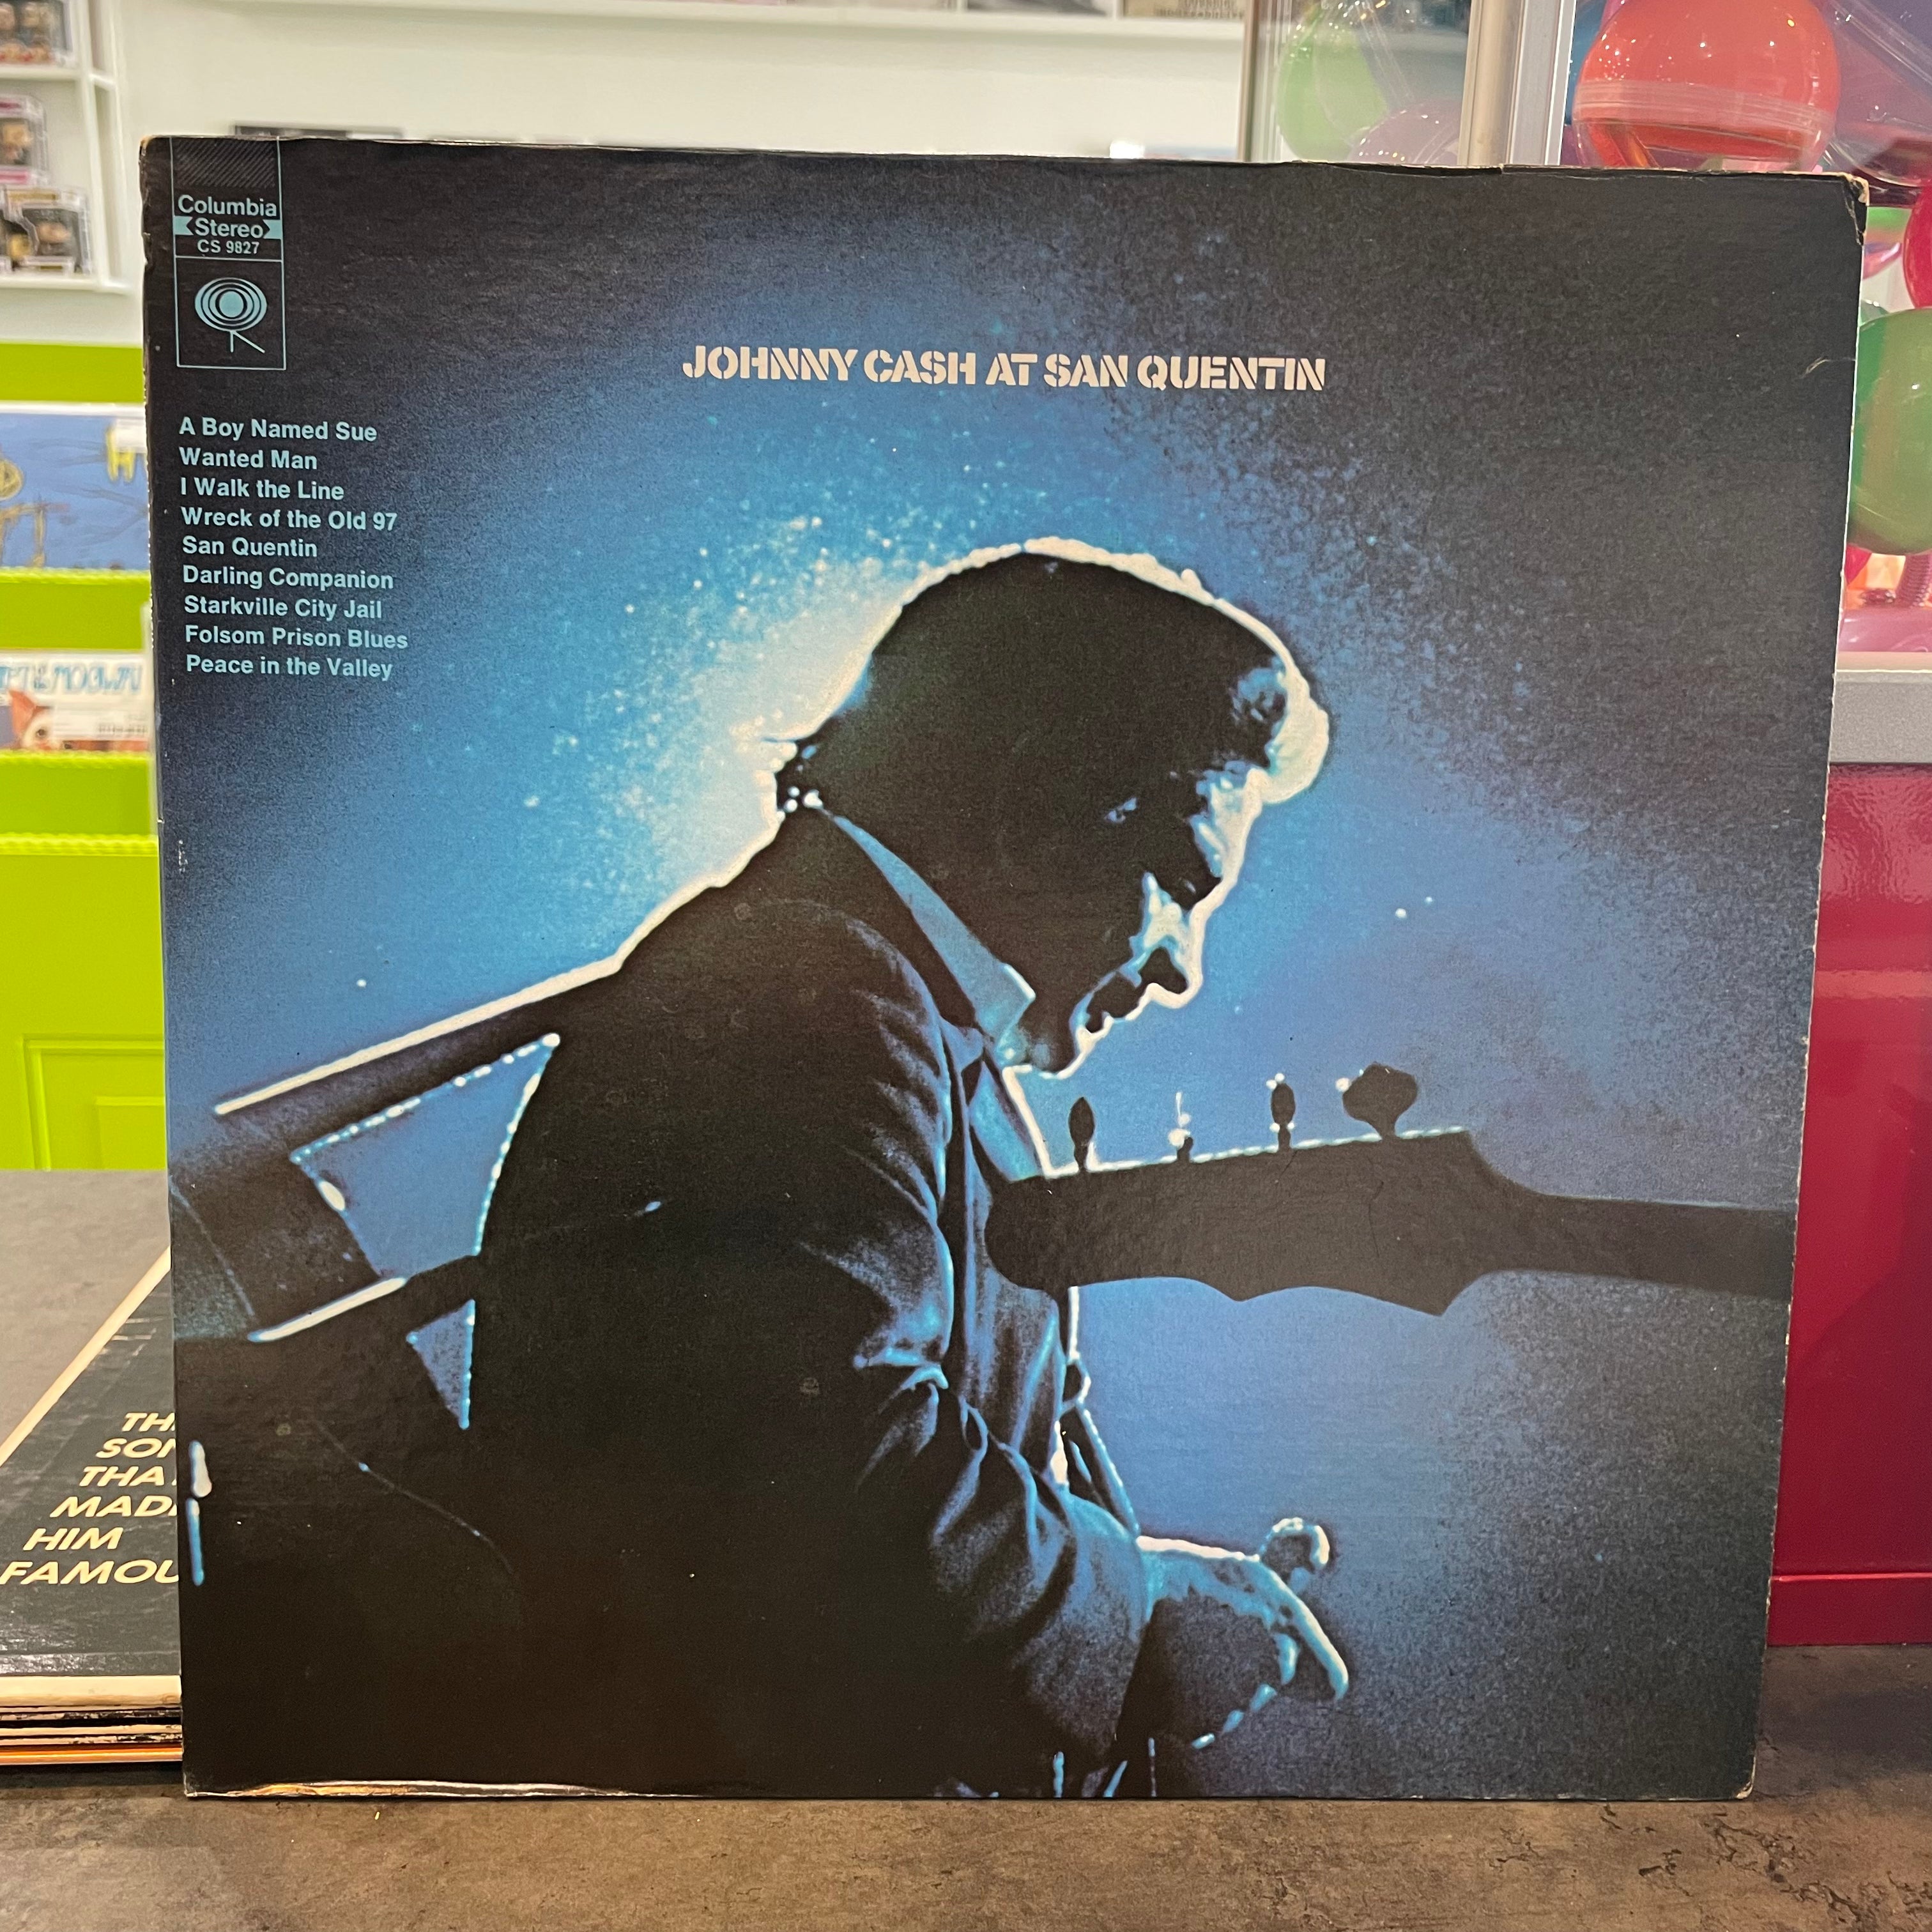 Columbia
Stereo
CS 9827
JOHNNY CASH AT SAN QUENTIN
A Boy Named Sue
Wanted Man
I Walk the Line
Wreck of the Old 97
San Quentin
Darling Companion
Starkville City Jail
Folsom Prison Blues
Peace in the Valley
HIM